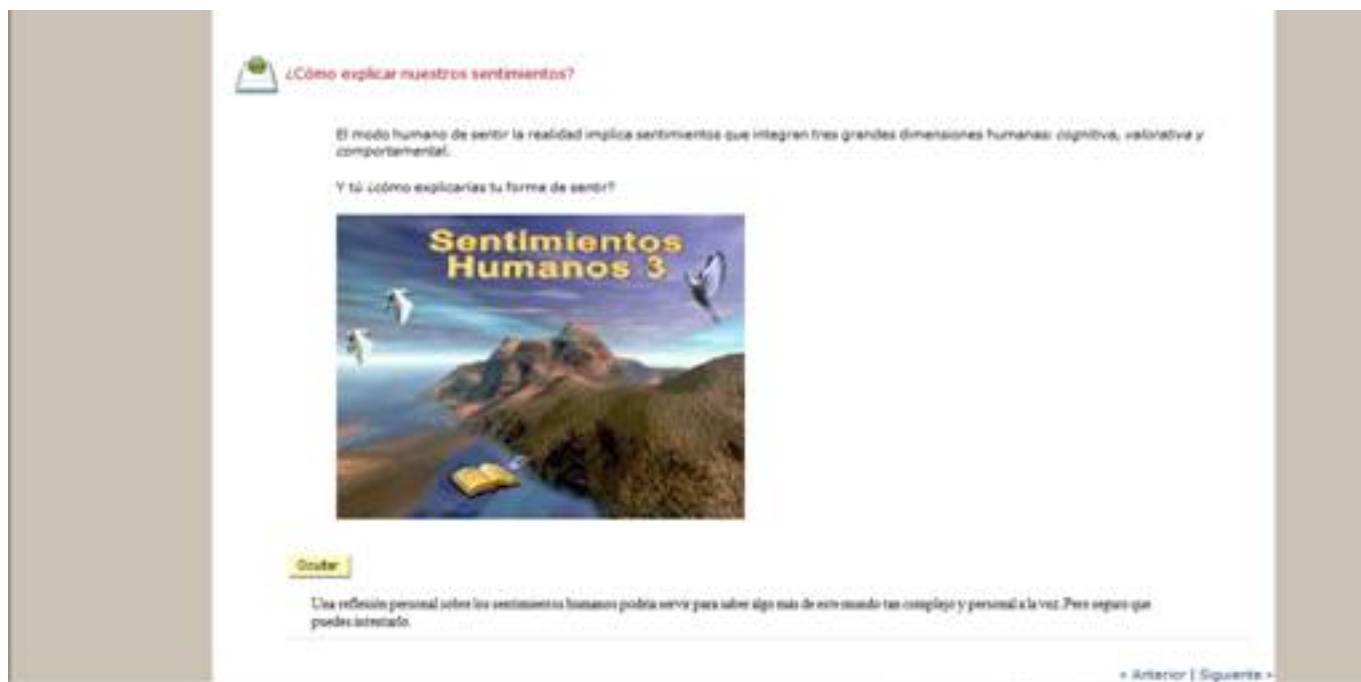 ¿Cómo explicar nuestros sentimientos?
El modo humano de sentir la realidad implica sentimientos que integran tres grandes dimensiones humanas: cognitiva, valorativa y
comportamental.
Y tú ¿cómo explicarías tu forma de sentir?
Sentimientos
Humanos 3
Ocultar
Una reflexión personal sobre los sentimientos humanos podría servir para saber algo más de este mundo tan complejo y personal a la vez. Pero seguro que
puedes intentarlo.
« Anterior | Siguiente »